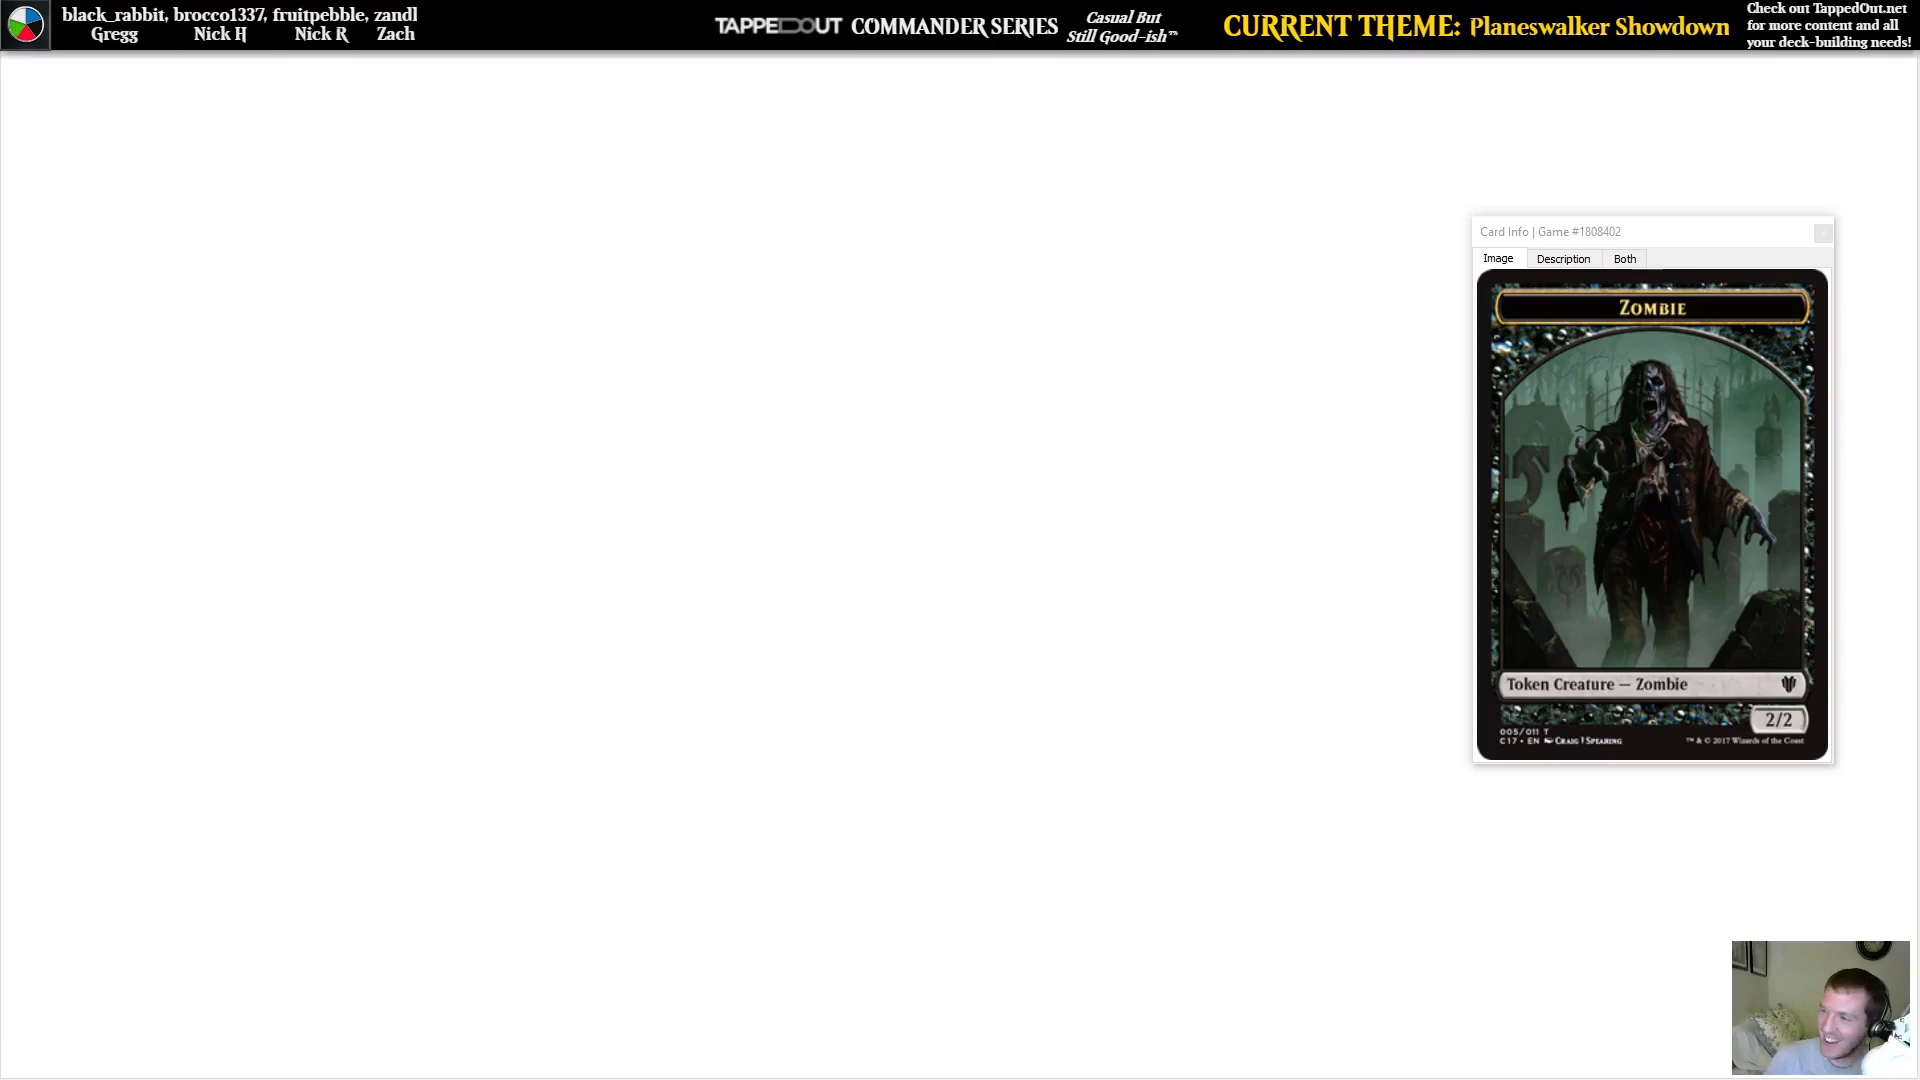 black_rabbit, brocco1337, fruitpebble, zandl
Gregg Nick H Nick R Zach
TAPPEDOUT COMMANDER SERIES
Casual But
Still Good-ish™
CURRENT THEME: Planeswalker Showdown
Check out TappedOut.net
for more content and all
your deck-building needs!
Card Info | Game #1808402
Image Description Both
ZOMBIE
Token Creature — Zombie
2/2
005/011 T
C17 • EN CRAIG J SPEARING
™ & © 2017 Wizards of the Coast